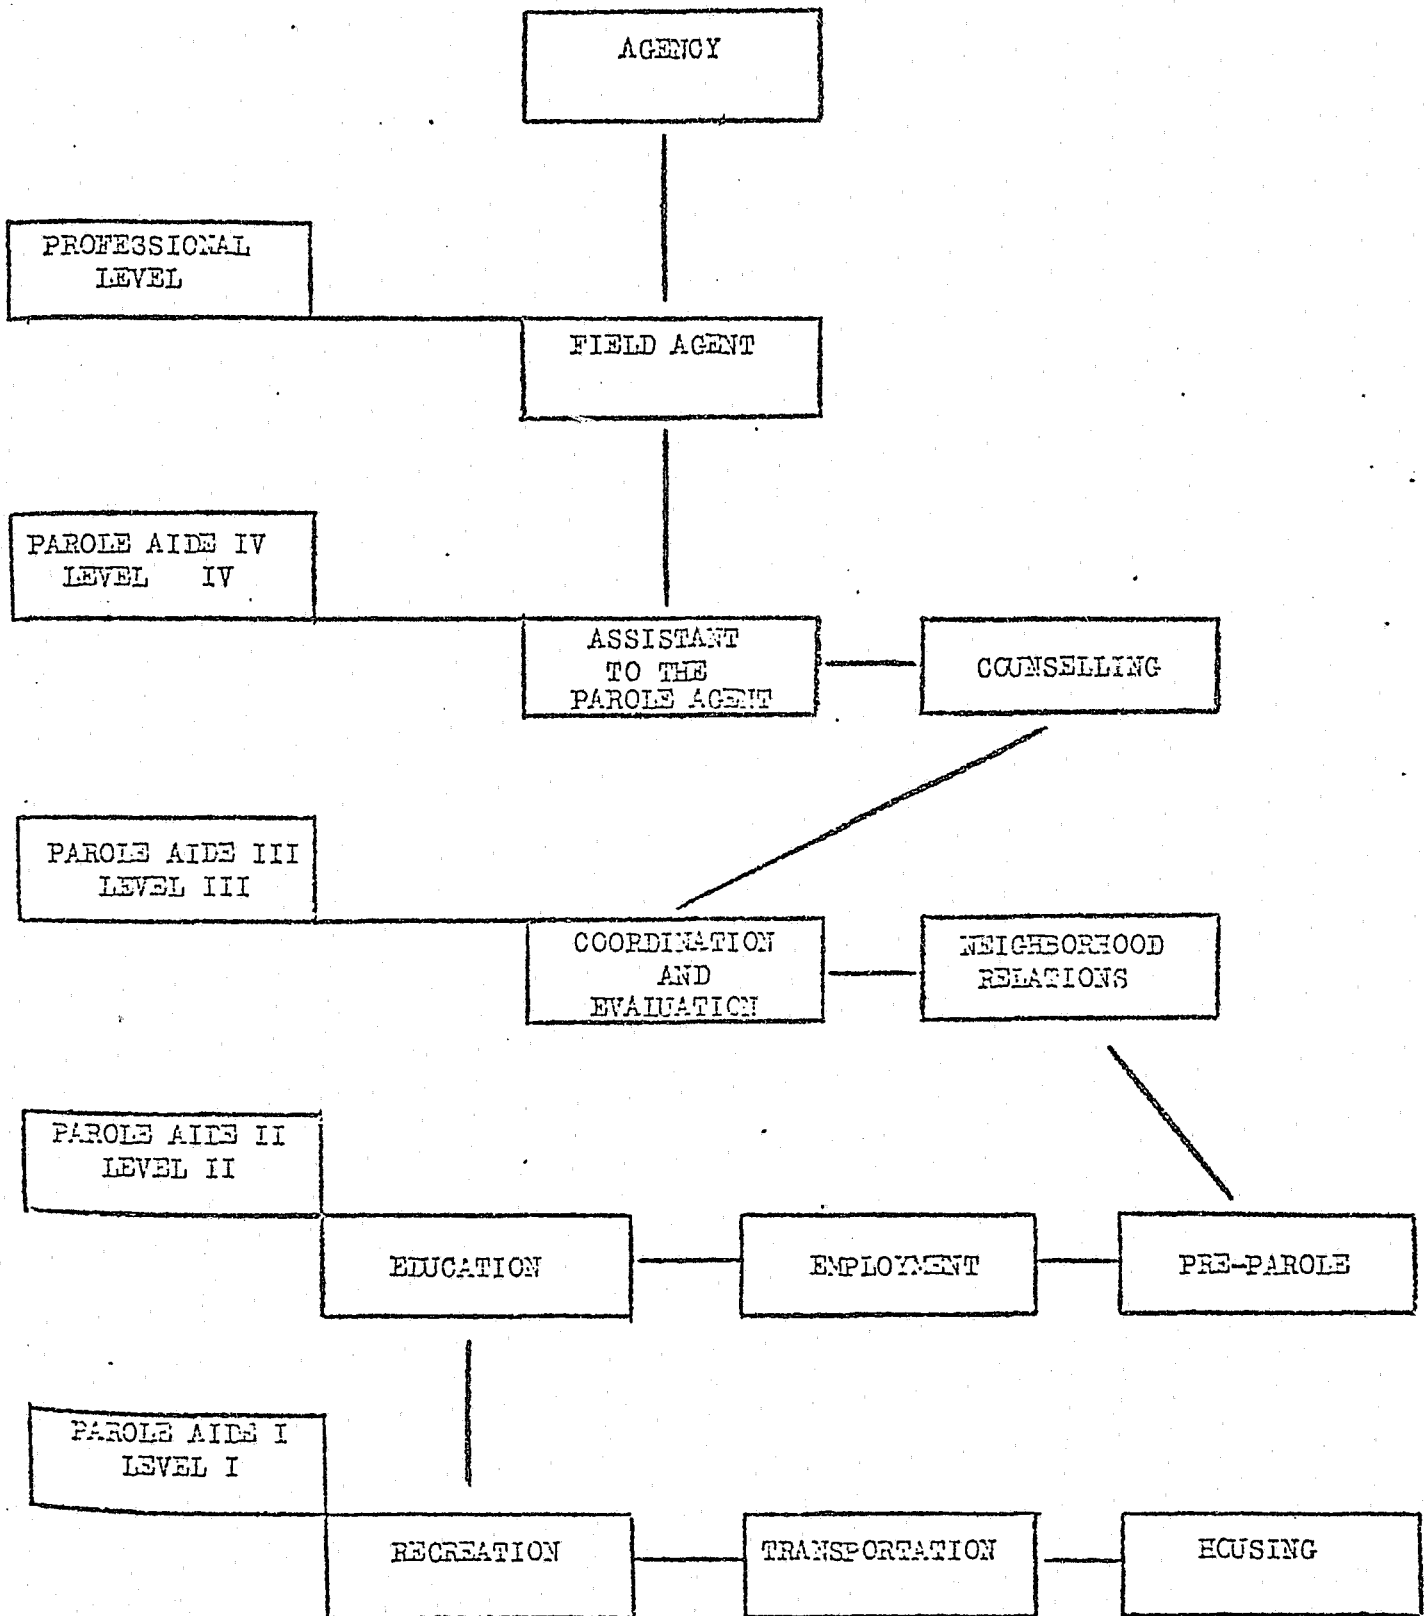 AGENCY
PROFESSIONAL
LEVEL
FIELD AGENT
PAROLE AIDE IV
LEVEL IV
ASSISTANT
TO THE
PAROLE AGENT
COUNSELLING
PAROLE AIDE III
LEVEL III
COORDINATION
AND
EVALUATION
NEIGHBORHOOD
RELATIONS
PAROLE AIDE II
LEVEL II
EDUCATION
EMPLOYMENT
PRE-PAROLE
PAROLE AIDE I
LEVEL I
RECREATION
TRANSPORTATION
HOUSING